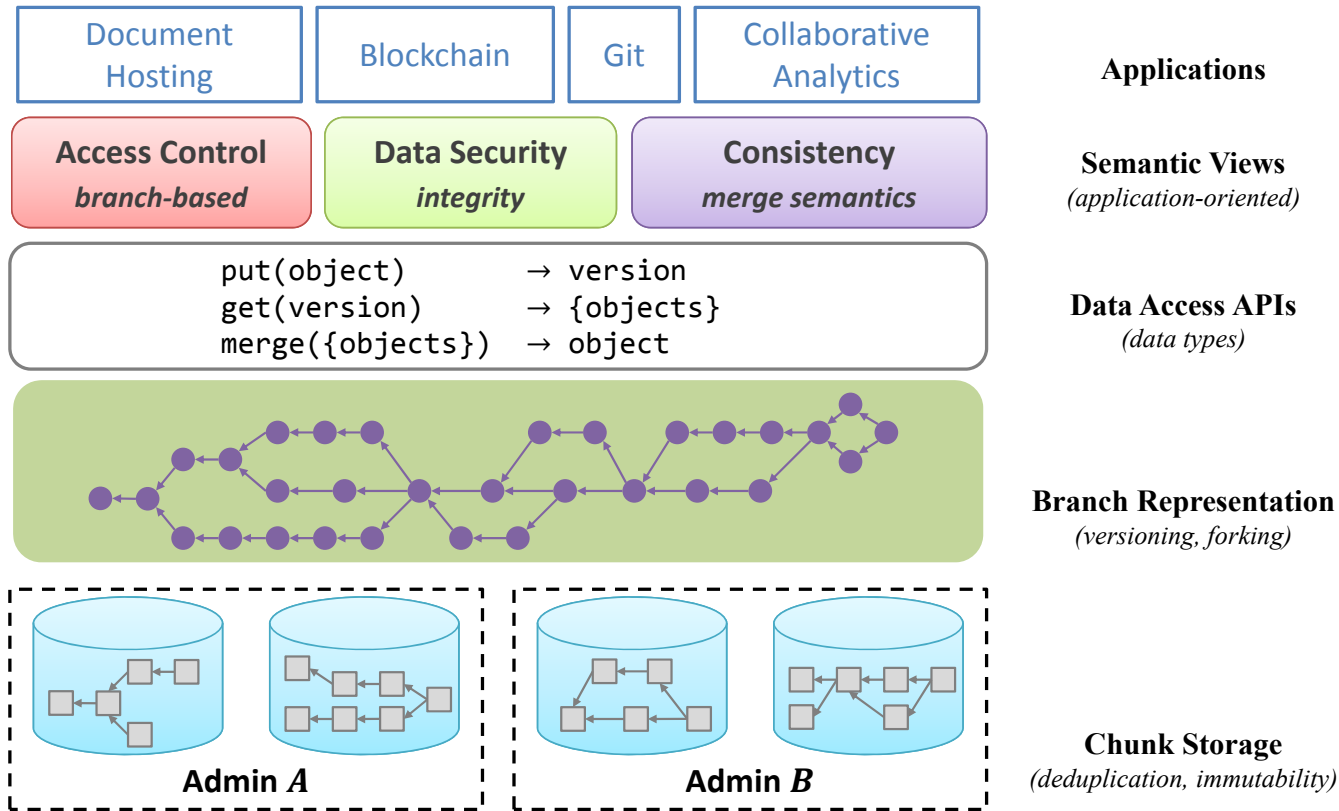 Document
Hosting
Blockchain
Git
Collaborative
Analytics
Applications
Access Control
branch-based
Data Security
integrity
Consistency
merge semantics
Semantic Views
(application-oriented)
put(object) → version
get(version) → {objects}
merge({objects}) → object
Data Access APIs
(data types)
Branch Representation
(versioning, forking)
Admin A
Admin B
Chunk Storage
(deduplication, immutability)